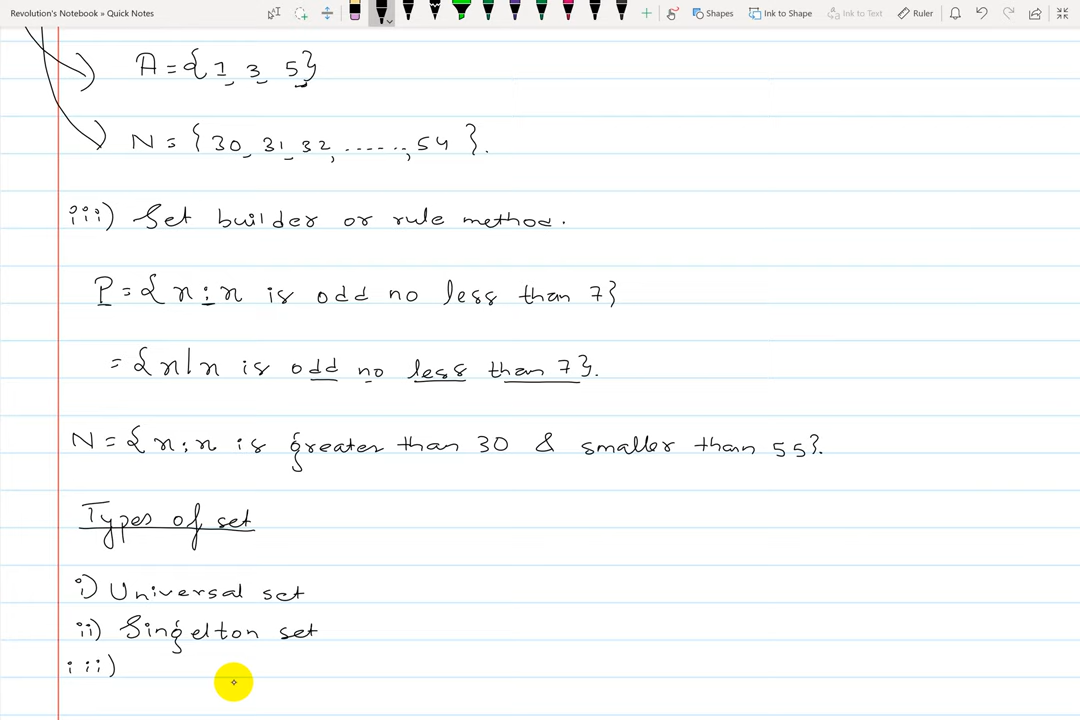 Revolution's Notebook » Quick Notes
Shapes
Ink to Shape
Ink to Text
Ruler
A = {1, 3, 5}
N = {30, 31, 32, ....., 54}.
iii) Set builder or rule method.
P = {x : x is odd no less than 7}
= {x | x is odd no less than 7}.
N = {x : x is greater than 30 & smaller than 55}.
Types of set
i) Universal set
ii) Singelton set
iii)